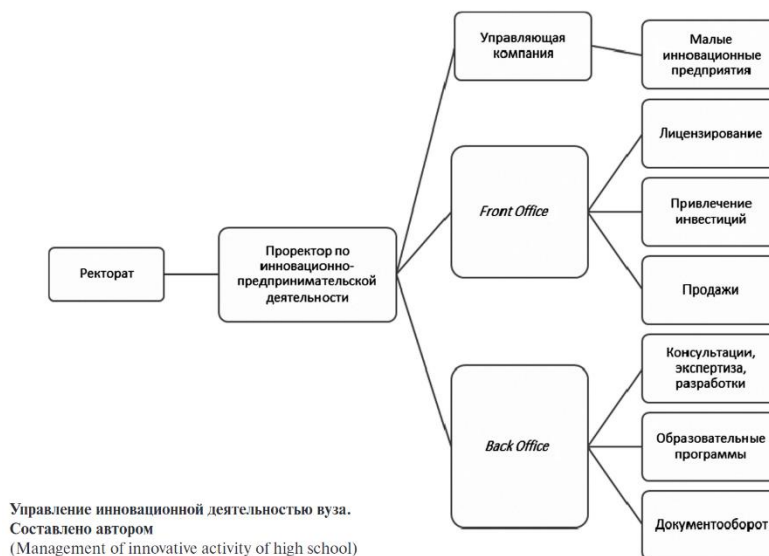 Управляющая
компания
Малые
инновационные
предприятия
Лицензирование
Front Office
Привлечение
инвестиций
Ректорат
Проректор по
инновационно-
предпринимательской
деятельности
Продажи
Консультации,
экспертиза,
разработки
Back Office
Образовательные
программы
Документооборот
Управление инновационной деятельностью вуза.
Составлено автором
(Management of innovative activity of high school)